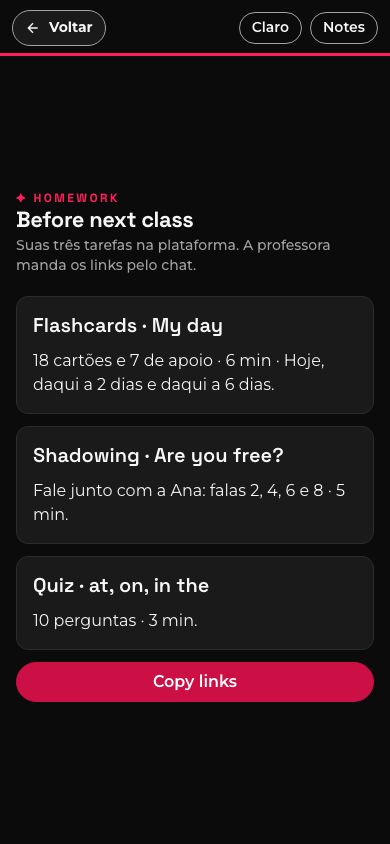 ← Voltar
Claro
Notes
✦ HOMEWORK
Before next class
Suas três tarefas na plataforma. A professora
manda os links pelo chat.
Flashcards · My day
18 cartões e 7 de apoio · 6 min · Hoje,
daqui a 2 dias e daqui a 6 dias.
Shadowing · Are you free?
Fale junto com a Ana: falas 2, 4, 6 e 8 · 5
min.
Quiz · at, on, in the
10 perguntas · 3 min.
Copy links